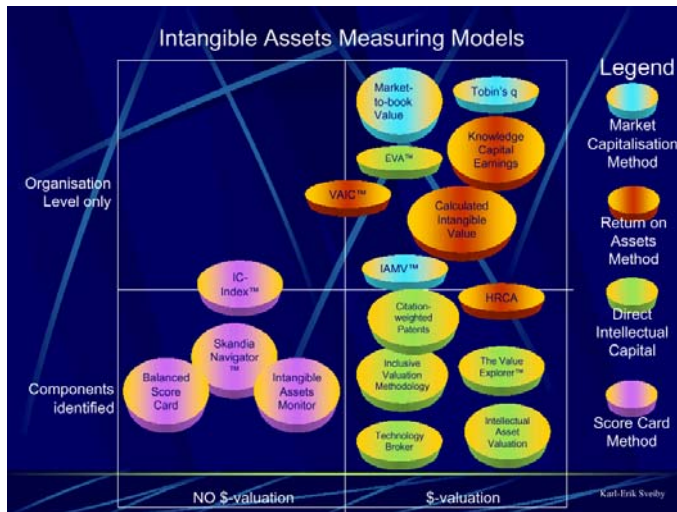 Intangible Assets Measuring Models
Legend
Market-
to-book
Value
Tobin's q
Market
Capitalisation
Method
Knowledge
Capital
Earnings
EVA™
Organisation
Level only
VAIC™
Calculated
Intangible
Value
Return on
Assets
Method
IAMV™
IC-
Index™
HRCA
Citation-
weighted
Patents
Direct
Intellectual
Capital
Skandia
Navigator
™
Inclusive
Valuation
Methodology
The Value
Explorer™
Components
identified
Balanced
Score
Card
Intangible
Assets
Monitor
Technology
Broker
Intellectual
Asset
Valuation
Score Card
Method
NO $-valuation
$-valuation
Karl-Erik Sveiby